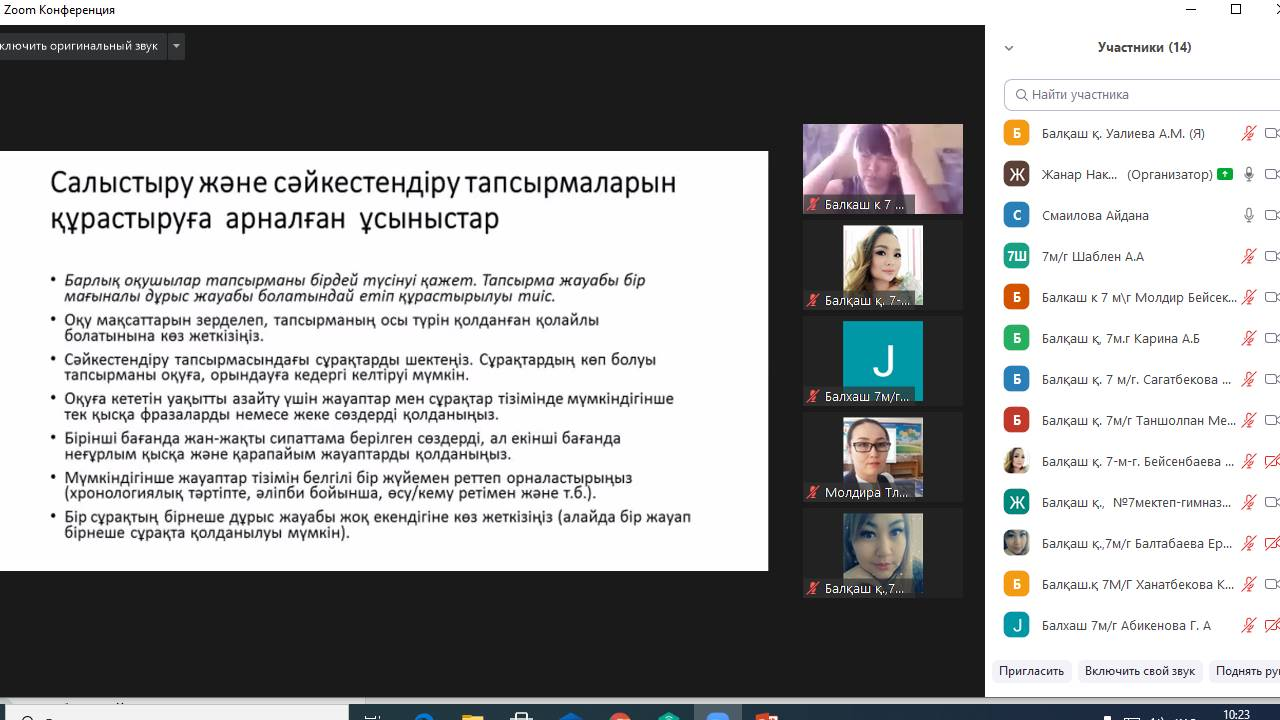 Zoom Конференция
ключить оригинальный звук
Салыстыру және сәйкестендіру тапсырмаларын
құрастыруға арналған ұсыныстар
• Барлық оқушылар тапсырманы бірдей түсінуі қажет. Тапсырма жауабы бір
мағыналы дұрыс жауабы болатындай етіп құрастырылуы тиіс.
• Оқу мақсаттарын зерделеп, тапсырманың осы түрін қолданған қолайлы
болатынына көз жеткізіңіз.
• Сәйкестендіру тапсырмасындағы сұрақтарды шектеңіз. Сұрақтардың көп болуы
тапсырманы оқуға, орындауға кедергі келтіруі мүмкін.
• Оқуға кететін уақытты азайту үшін жауаптар мен сұрақтар тізімінде мүмкіндігінше
тек қысқа фразаларды немесе жеке сөздерді қолданыңыз.
• Бірінші бағанда жан-жақты сипаттама берілген сөздерді, ал екінші бағанда
неғұрлым қысқа және қарапайым жауаптарды қолданыңыз.
• Мүмкіндігінше жауаптар тізімін белгілі бір жүйемен реттеп орналастырыңыз
(хронологиялық тәртіпте, әліпби бойынша, өсу/кему ретімен және т.б.).
• Бір сұрақтың бірнеше дұрыс жауабы жоқ екендігіне көз жеткізіңіз (алайда бір жауап
бірнеше сұрақта қолданылуы мүмкін).
Балкаш к 7 ...
Балқаш қ. 7-...
J
Балхаш 7м/г...
Молдира Тл...
Балқаш қ.,7...
Участники (14)
Найти участника
Б Балқаш қ. Уалиева А.М. (Я)
Ж Жанар Нак... (Организатор)
С Смаилова Айдана
7Ш 7м/г Шаблен А.А
Б Балкаш к 7 м\г Молдир Бейсек...
Б Балқаш қ, 7м.г Карина А.Б
Б Балқаш қ. 7 м/г. Сагатбекова ...
Б Балқаш қ. 7м/г Таншолпан Ме...
Балқаш қ. 7-м-г. Бейсенбаева ...
Ж Балқаш қ., №7мектеп-гимназ...
Балқаш қ.,7м/г Балтабаева Ер...
Б Балқаш.қ 7М/Г Ханатбекова К...
J Балхаш 7м/г Абикенова Г. А
Пригласить Включить свой звук Поднять рук
10:23